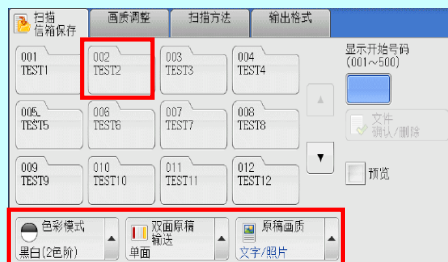 扫描
信箱保存
画质调整
扫描方法
输出格式
001
TEST1
002
TEST2
003
TEST3
004
TEST4
显示开始号码
(001~500)
005
TEST5
006
TEST6
007
TEST7
008
TEST8
文件
确认/删除
009
TEST9
010
TEST10
011
TEST11
012
TEST12
预览
色彩模式
黑白(2色阶)
双面原稿
输送
单面
原稿画质
文字/照片